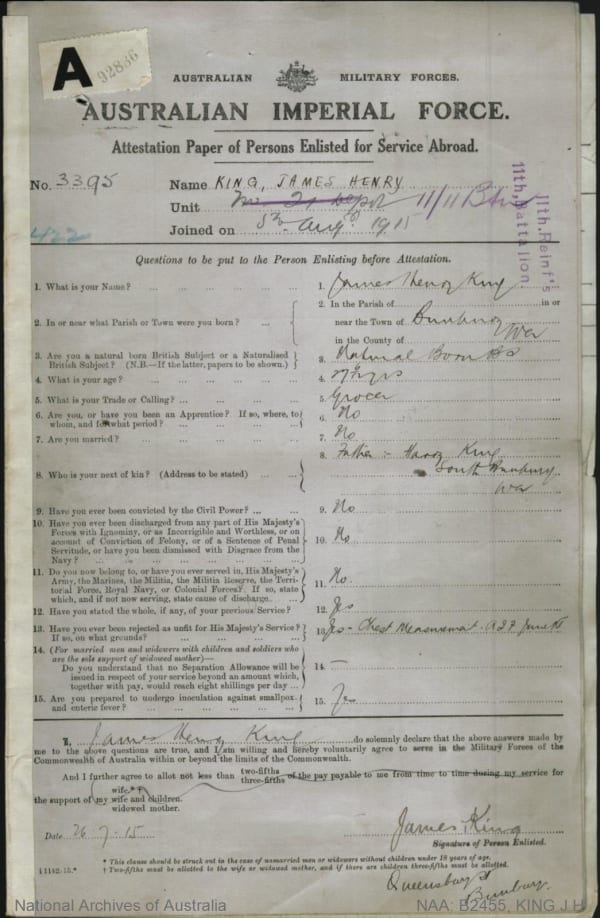 A
92836
AUSTRALIAN MILITARY FORCES.
AUSTRALIAN IMPERIAL FORCE.
Attestation Paper of Persons Enlisted for Service Abroad.
No. 3395
Name KING, JAMES HENRY
Unit No 21 Depot 11/11 Btn
Joined on 5th Augt 1915
11th Reinf's
11th Battalion
422
Questions to be put to the Person Enlisting before Attestation.
1. What is your Name? ... 1. James Henry King
2. In or near what Parish or Town were you born? ... 2. In the Parish of in or
near the Town of Bunbury
in the County of WA
3. Are you a natural born British Subject or a Naturalised
British Subject? (N.B.—If the latter, papers to be shown.) 3. Natural Born BS
4. What is your age? ... 4.
5. What is your Trade or Calling? ... 5. Grocer
6. Are you, or have you been an Apprentice? If so, where, to
whom, and for what period? ... 6. No
7. Are you married? ... 7. No
8. Who is your next of kin? (Address to be stated) ... 8. Father :- Harry King
South Bunbury
WA
9. Have you ever been convicted by the Civil Power? ... 9. No
10. Have you ever been discharged from any part of His Majesty's
Forces with Ignominy, or as Incorrigible and Worthless, or on
account of Conviction of Felony, or of a Sentence of Penal
Servitude, or have you been dismissed with Disgrace from the
Navy? ... 10. No
11. Do you now belong to, or have you ever served in, His Majesty's
Army, the Marines, the Militia, the Militia Reserve, the Terri-
torial Force, Royal Navy, or Colonial Forces? If so, state
which, and if not now serving, state cause of discharge. 11. No.
12. Have you stated the whole, if any, of your previous Service? 12. Yes
13. Have you ever been rejected as unfit for His Majesty's Service?
If so, on what grounds? ... 13. Yes - Chest Measurement. AIF June 15
14. (For married men and widowers with children and soldiers who
are the sole support of widowed mother)—
Do you understand that no Separation Allowance will be
issued in respect of your service beyond an amount which,
together with pay, would reach eight shillings per day ... 14. —
15. Are you prepared to undergo inoculation against smallpox
and enteric fever? ... 15. Yes
I, James Henry King do solemnly declare that the above answers made by
me to the above questions are true, and I am willing and hereby voluntarily agree to serve in the Military Forces of the
Commonwealth of Australia within or beyond the limits of the Commonwealth.
And I further agree to allot not less than two-fifths three-fifths of the pay payable to me from time to time during my service for
the support of my wife*† wife and children. widowed mother.
Date 26-7-15
James King
Signature of Person Enlisted.
* This clause should be struck out in the case of unmarried men or widowers without children under 18 years of age.
§ 1142.15.* † Two-fifths must be allotted to the wife or widowed mother, and if there are children three-fifths must be allotted.
Queensbury St
Bunbury.
National Archives of Australia
NAA: B2455, KING J H